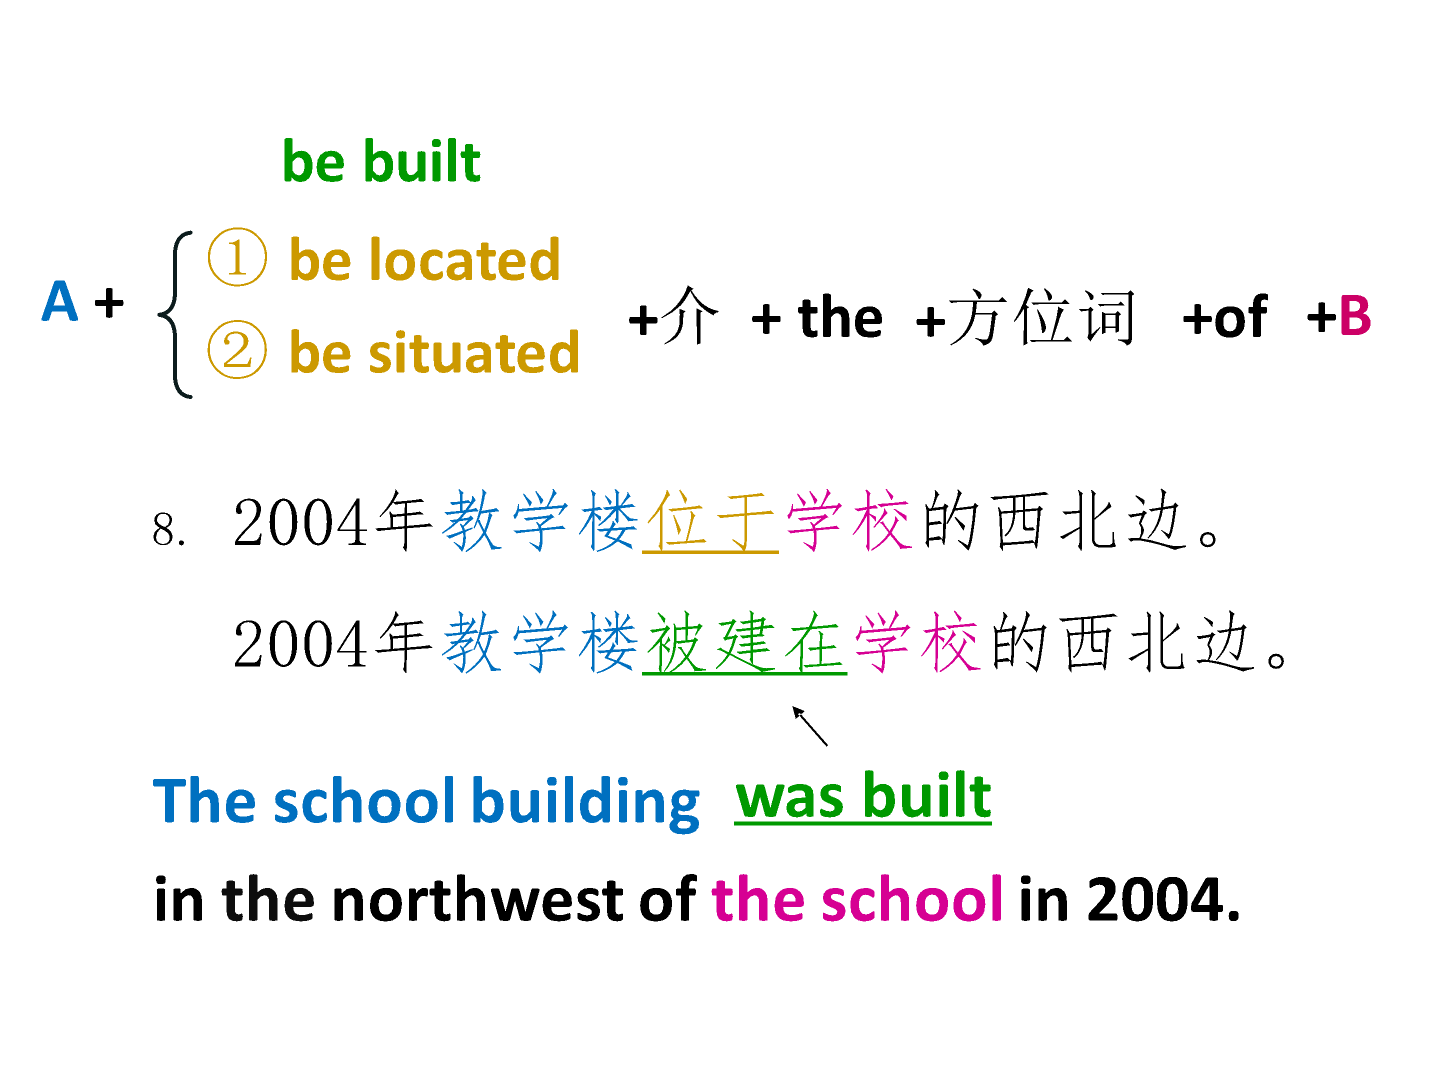 be built
① be located
A +
② be situated
+介 + the +方位词 +of +B
8. 2004年教学楼位于学校的西北边。
2004年教学楼被建在学校的西北边。
The school building was built
in the northwest of the school in 2004.